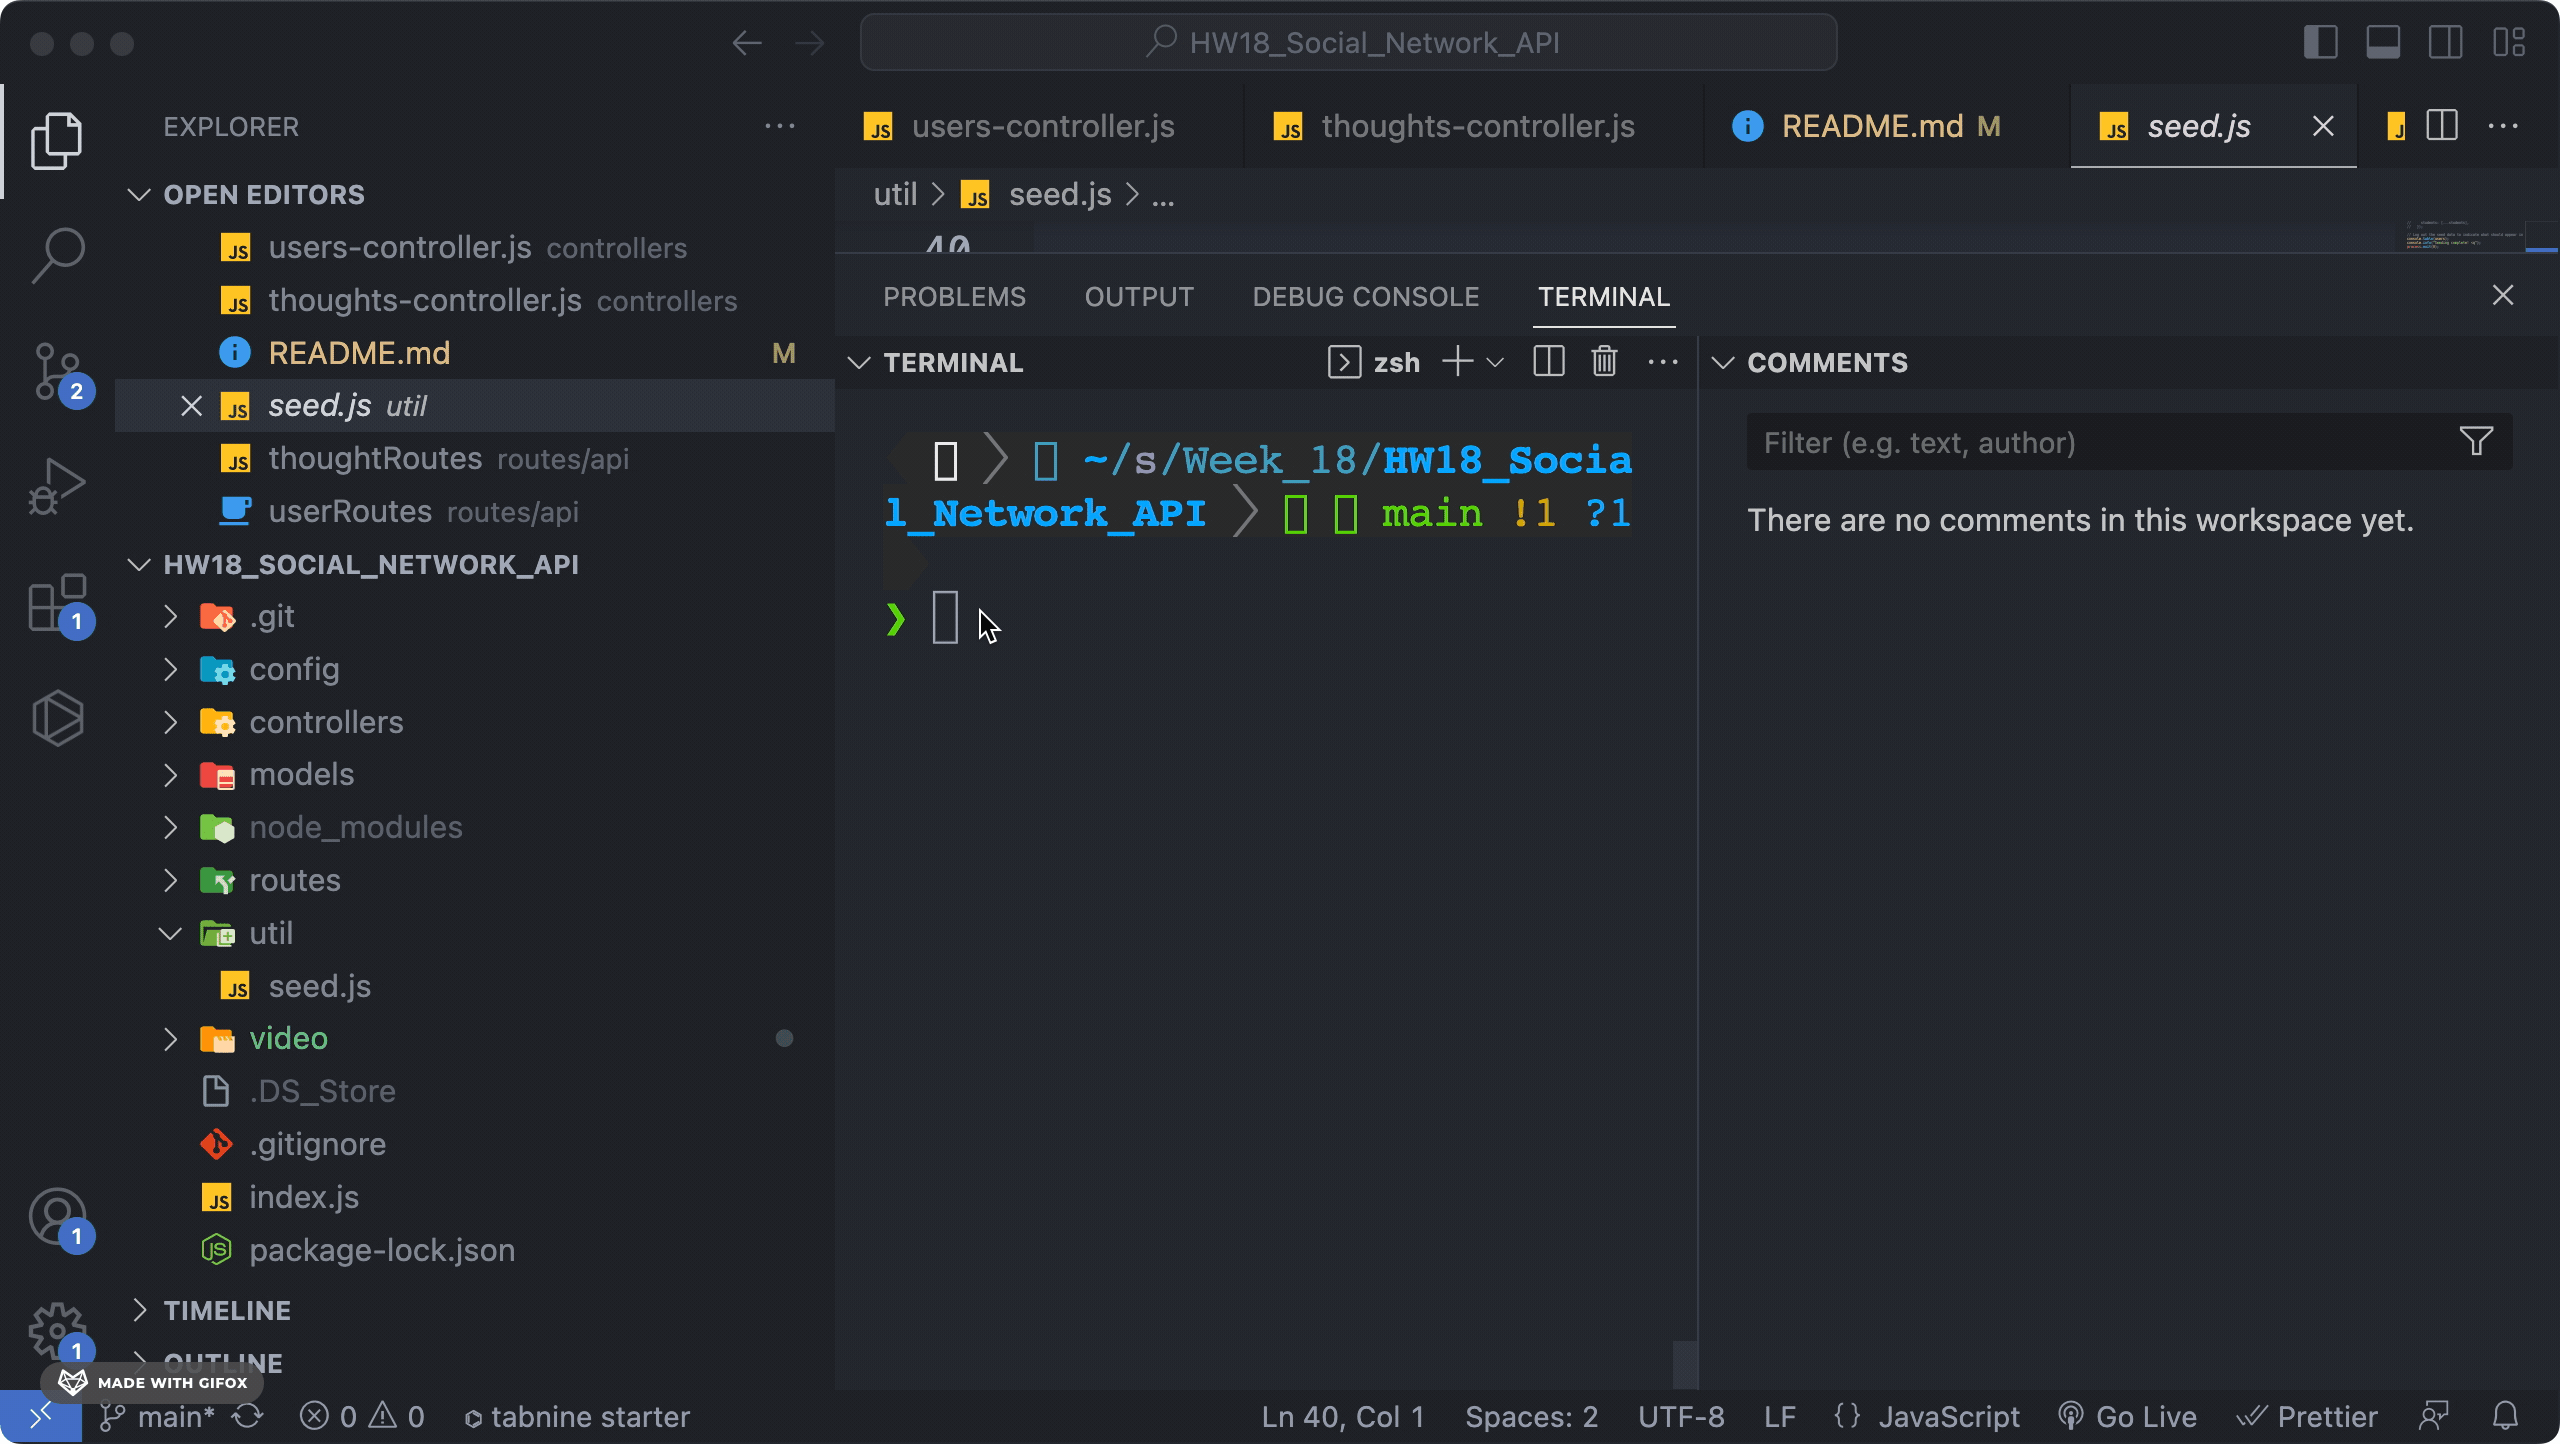 HW18_Social_Network_API
EXPLORER
OPEN EDITORS
users-controller.js controllers
thoughts-controller.js controllers
README.md M
seed.js util
thoughtRoutes routes/api
userRoutes routes/api
HW18_SOCIAL_NETWORK_API
.git
config
controllers
models
node_modules
routes
util
seed.js
video
.DS_Store
.gitignore
index.js
package-lock.json
TIMELINE
OUTLINE
2
1
1
1
MADE WITH GIFOX
users-controller.js thoughts-controller.js README.md M seed.js
util > seed.js > ...
40
PROBLEMS OUTPUT DEBUG CONSOLE TERMINAL
TERMINAL zsh
~/s/Week_18/HW18_Socia
l_Network_API main !1 ?1
❯
COMMENTS
Filter (e.g. text, author)
There are no comments in this workspace yet.
main* 0 0 tabnine starter Ln 40, Col 1 Spaces: 2 UTF-8 LF {} JavaScript Go Live Prettier